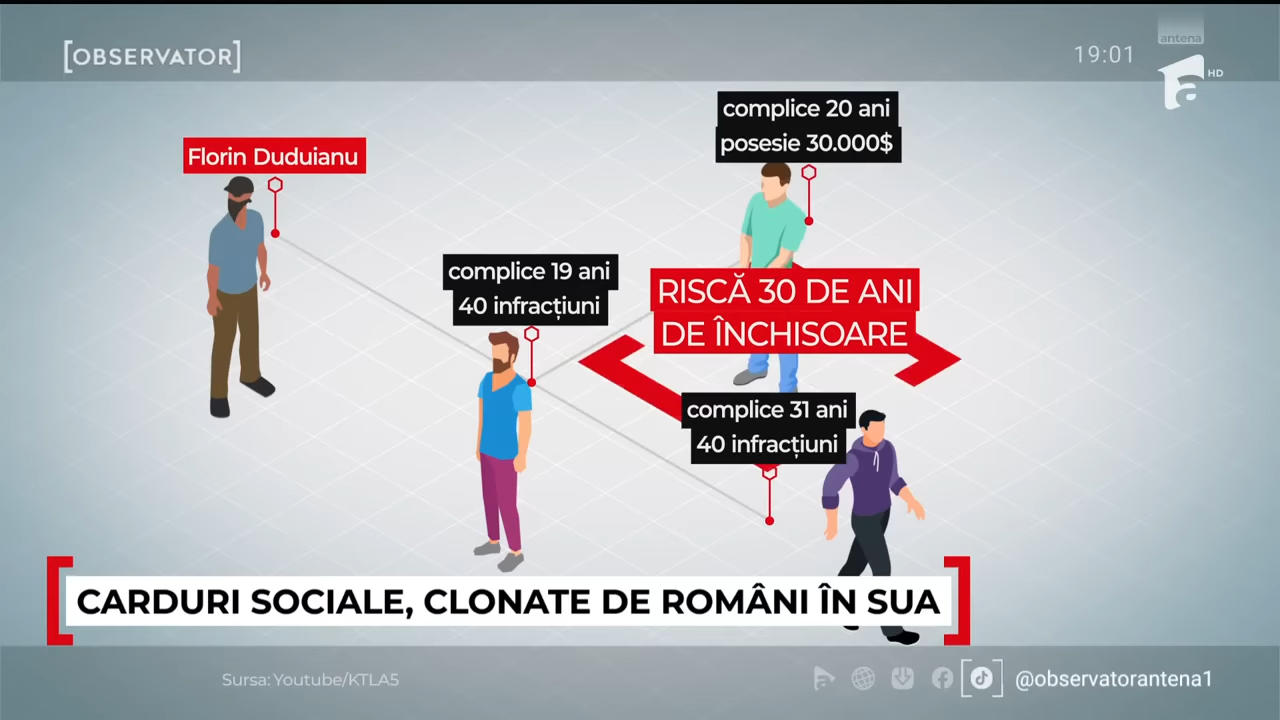 [OBSERVATOR]
19:01
antena
HD
complice 20 ani
posesie 30.000$
Florin Duduianu
complice 19 ani
40 infracțiuni
RISCĂ 30 DE ANI
DE ÎNCHISOARE
complice 31 ani
40 infracțiuni
CARDURI SOCIALE, CLONATE DE ROMÂNI ÎN SUA
Sursa: Youtube/KTLA5
@observatorantena1